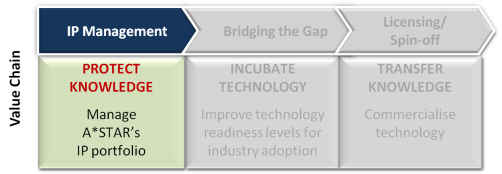 Value Chain
IP Management
Bridging the Gap
Licensing/
Spin-off
PROTECT
KNOWLEDGE
Manage
A*STAR's
IP portfolio
INCUBATE
TECHNOLOGY
Improve technology
readiness levels for
industry adoption
TRANSFER
KNOWLEDGE
Commercialise
technology